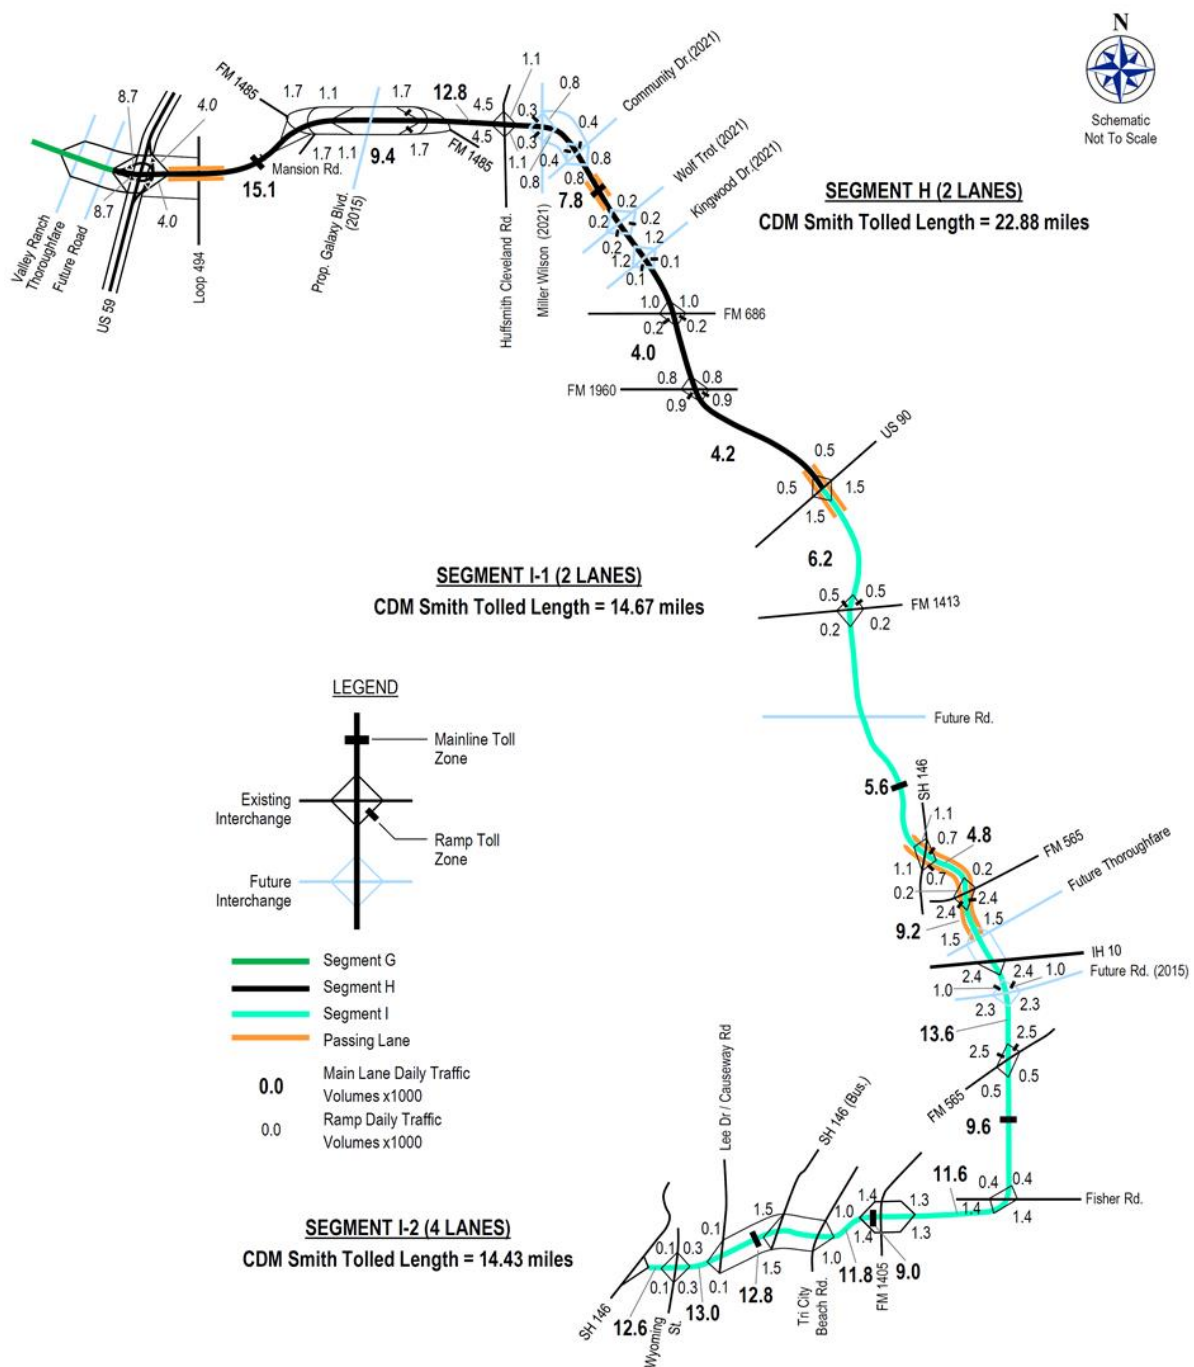 N
Schematic
Not To Scale
SEGMENT H (2 LANES)
CDM Smith Tolled Length = 22.88 miles
FM 1485
1.7
1.1
1.7
12.8
4.5
1.1
0.8
Community Dr.(2021)
8.7
4.0
0.3
0.4
4.5
0.3
1.7
1.1
1.7
FM 1485
1.1
0.4
0.8
Mansion Rd.
9.4
0.8
0.8
Wolf Trot (2021)
15.1
7.8
0.2
Kingwood Dr.(2021)
8.7
4.0
0.2
0.2
0.2
1.2
1.2
0.1
0.1
Valley Ranch
Thoroughfare
Future Road
US 59
Loop 494
Prop. Galaxy Blvd.
(2015)
Huffsmith Cleveland Rd.
Miller Wilson (2021)
1.0
1.0
FM 686
0.2
0.2
4.0
0.8
0.8
FM 1960
0.9
0.9
4.2
US 90
0.5
0.5
1.5
1.5
6.2
SEGMENT I-1 (2 LANES)
CDM Smith Tolled Length = 14.67 miles
0.5
0.5
FM 1413
0.2
0.2
Future Rd.
5.6
SH 146
1.1
0.7
4.8
1.1
0.7
0.2
FM 565
0.2
2.4
2.4
Future Thoroughfare
9.2
1.5
1.5
IH 10
2.4
2.4
1.0
Future Rd. (2015)
1.0
2.3
2.3
13.6
2.5
2.5
0.5
0.5
FM 565
9.6
11.6
0.4
0.4
Fisher Rd.
1.4
1.4
LEGEND
Mainline Toll
Zone
Existing
Interchange
Ramp Toll
Zone
Future
Interchange
Segment G
Segment H
Segment I
Passing Lane
0.0
Main Lane Daily Traffic
Volumes x1000
0.0
Ramp Daily Traffic
Volumes x1000
Lee Dr / Causeway Rd
SH 146 (Bus.)
1.4
1.3
1.5
1.0
0.1
1.4
1.3
0.1
0.3
1.5
1.0
0.1
0.3
0.1
11.8
9.0
FM 1405
12.8
Tri City
Beach Rd.
13.0
12.6
SH 146
Wyoming
St.
SEGMENT I-2 (4 LANES)
CDM Smith Tolled Length = 14.43 miles